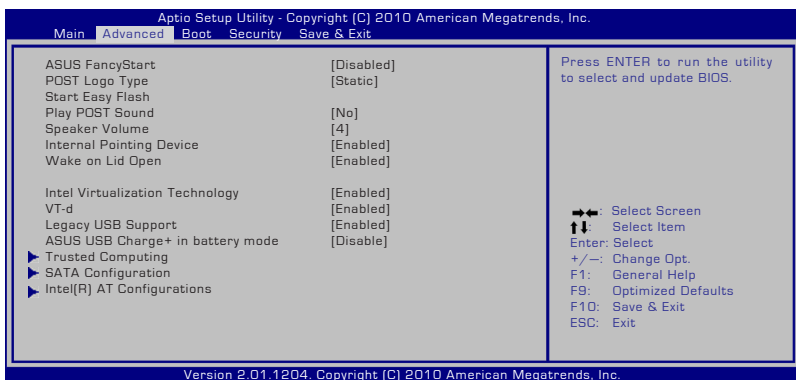 Aptio Setup Utility - Copyright (C) 2010 American Megatrends, Inc.
Main Advanced Boot Security Save & Exit
ASUS FancyStart [Disabled]
POST Logo Type [Static]
Start Easy Flash
Play POST Sound [No]
Speaker Volume [4]
Internal Pointing Device [Enabled]
Wake on Lid Open [Enabled]
Intel Virtualization Technology [Enabled]
VT-d [Enabled]
Legacy USB Support [Enabled]
ASUS USB Charge+ in battery mode [Disable]
Trusted Computing
SATA Configuration
Intel(R) AT Configurations
Press ENTER to run the utility
to select and update BIOS.
→←: Select Screen
↑↓: Select Item
Enter: Select
+/—: Change Opt.
F1: General Help
F9: Optimized Defaults
F10: Save & Exit
ESC: Exit
Version 2.01.1204. Copyright (C) 2010 American Megatrends, Inc.